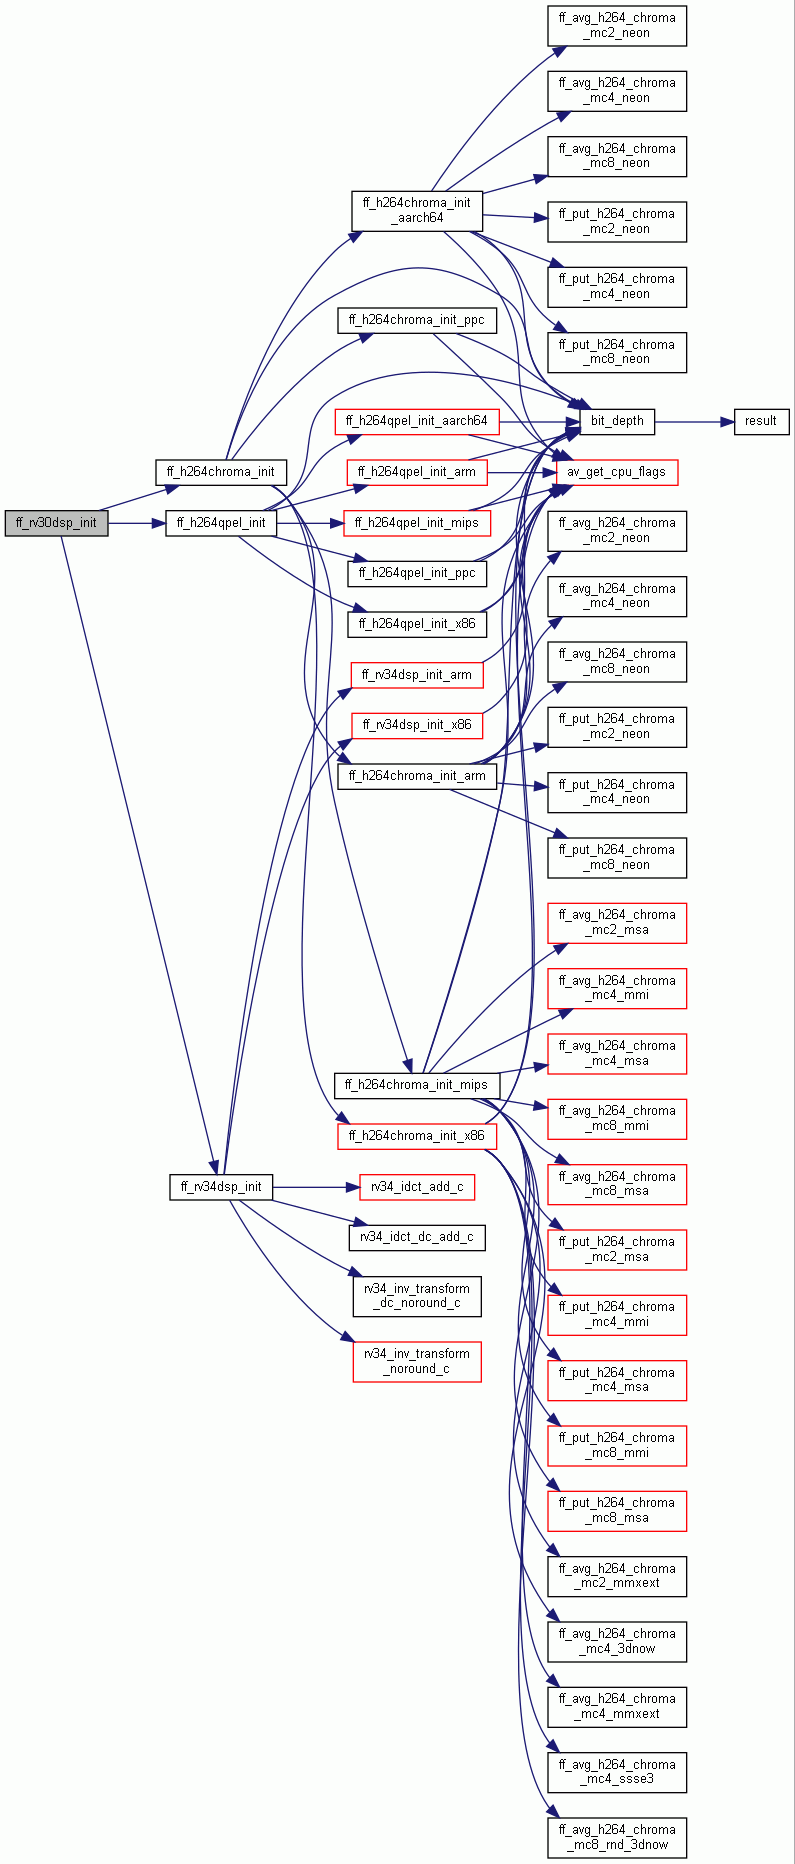 ff_avg_h264_chroma
_mc2_neon
ff_avg_h264_chroma
_mc4_neon
ff_avg_h264_chroma
_mc8_neon
ff_h264chroma_init
_aarch64
ff_put_h264_chroma
_mc2_neon
ff_put_h264_chroma
_mc4_neon
ff_h264chroma_init_ppc
ff_put_h264_chroma
_mc8_neon
ff_h264qpel_init_aarch64
bit_depth
result
ff_h264chroma_init
ff_h264qpel_init_arm
av_get_cpu_flags
ff_rv30dsp_init
ff_h264qpel_init
ff_h264qpel_init_mips
ff_avg_h264_chroma
_mc2_neon
ff_h264qpel_init_ppc
ff_avg_h264_chroma
_mc4_neon
ff_h264qpel_init_x86
ff_avg_h264_chroma
_mc8_neon
ff_rv34dsp_init_arm
ff_rv34dsp_init_x86
ff_put_h264_chroma
_mc2_neon
ff_h264chroma_init_arm
ff_put_h264_chroma
_mc4_neon
ff_put_h264_chroma
_mc8_neon
ff_avg_h264_chroma
_mc2_msa
ff_avg_h264_chroma
_mc4_mmi
ff_avg_h264_chroma
_mc4_msa
ff_h264chroma_init_mips
ff_avg_h264_chroma
_mc8_mmi
ff_h264chroma_init_x86
ff_avg_h264_chroma
_mc8_msa
ff_rv34dsp_init
rv34_idct_add_c
ff_put_h264_chroma
_mc2_msa
rv34_idct_dc_add_c
rv34_inv_transform
_dc_noround_c
ff_put_h264_chroma
_mc4_mmi
rv34_inv_transform
_noround_c
ff_put_h264_chroma
_mc4_msa
ff_put_h264_chroma
_mc8_mmi
ff_put_h264_chroma
_mc8_msa
ff_avg_h264_chroma
_mc2_mmxext
ff_avg_h264_chroma
_mc4_3dnow
ff_avg_h264_chroma
_mc4_mmxext
ff_avg_h264_chroma
_mc4_ssse3
ff_avg_h264_chroma
_mc8_rnd_3dnow